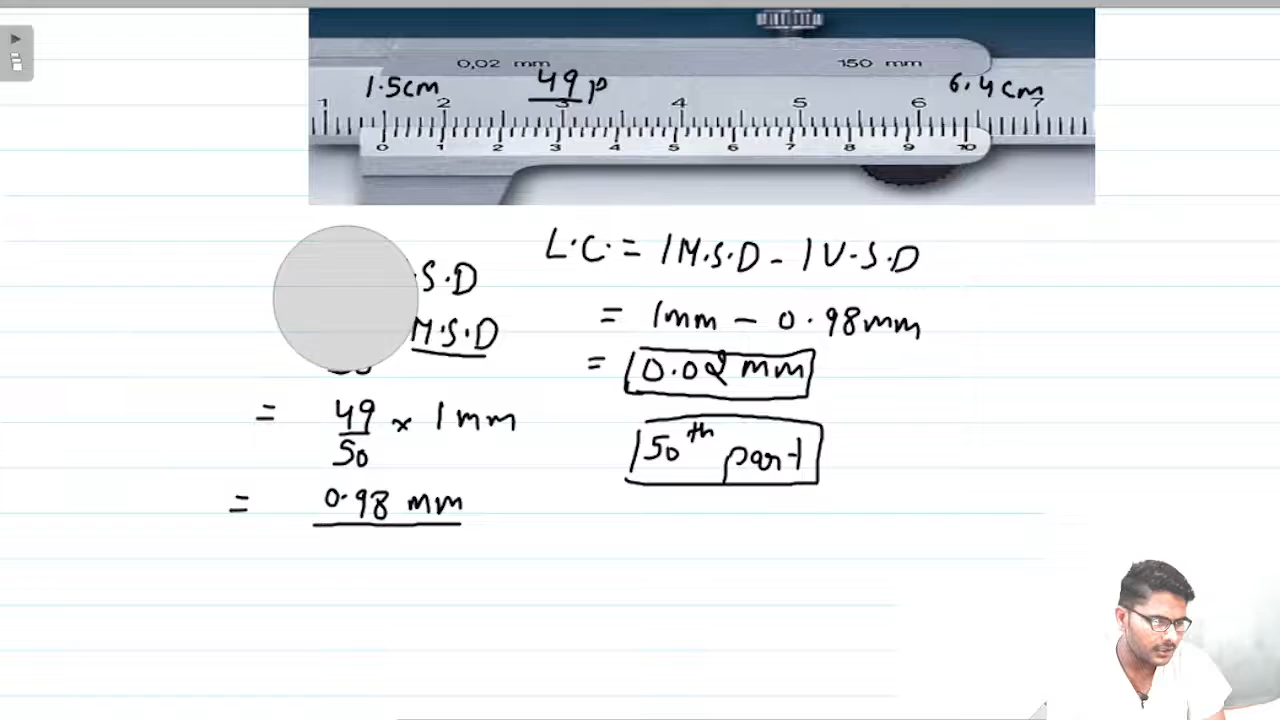 0,02 mm 150 mm
1.5cm 49 p 6.4cm
1 2 3 4 5 6 7
0 1 2 3 4 5 6 7 8 9 10
L.C. = 1 M.S.D - 1 V.S.D
.S.D
= 1mm - 0.98mm
M.S.D
= 0.02 mm
50
= 49/50 × 1mm
50th part
= 0.98 mm